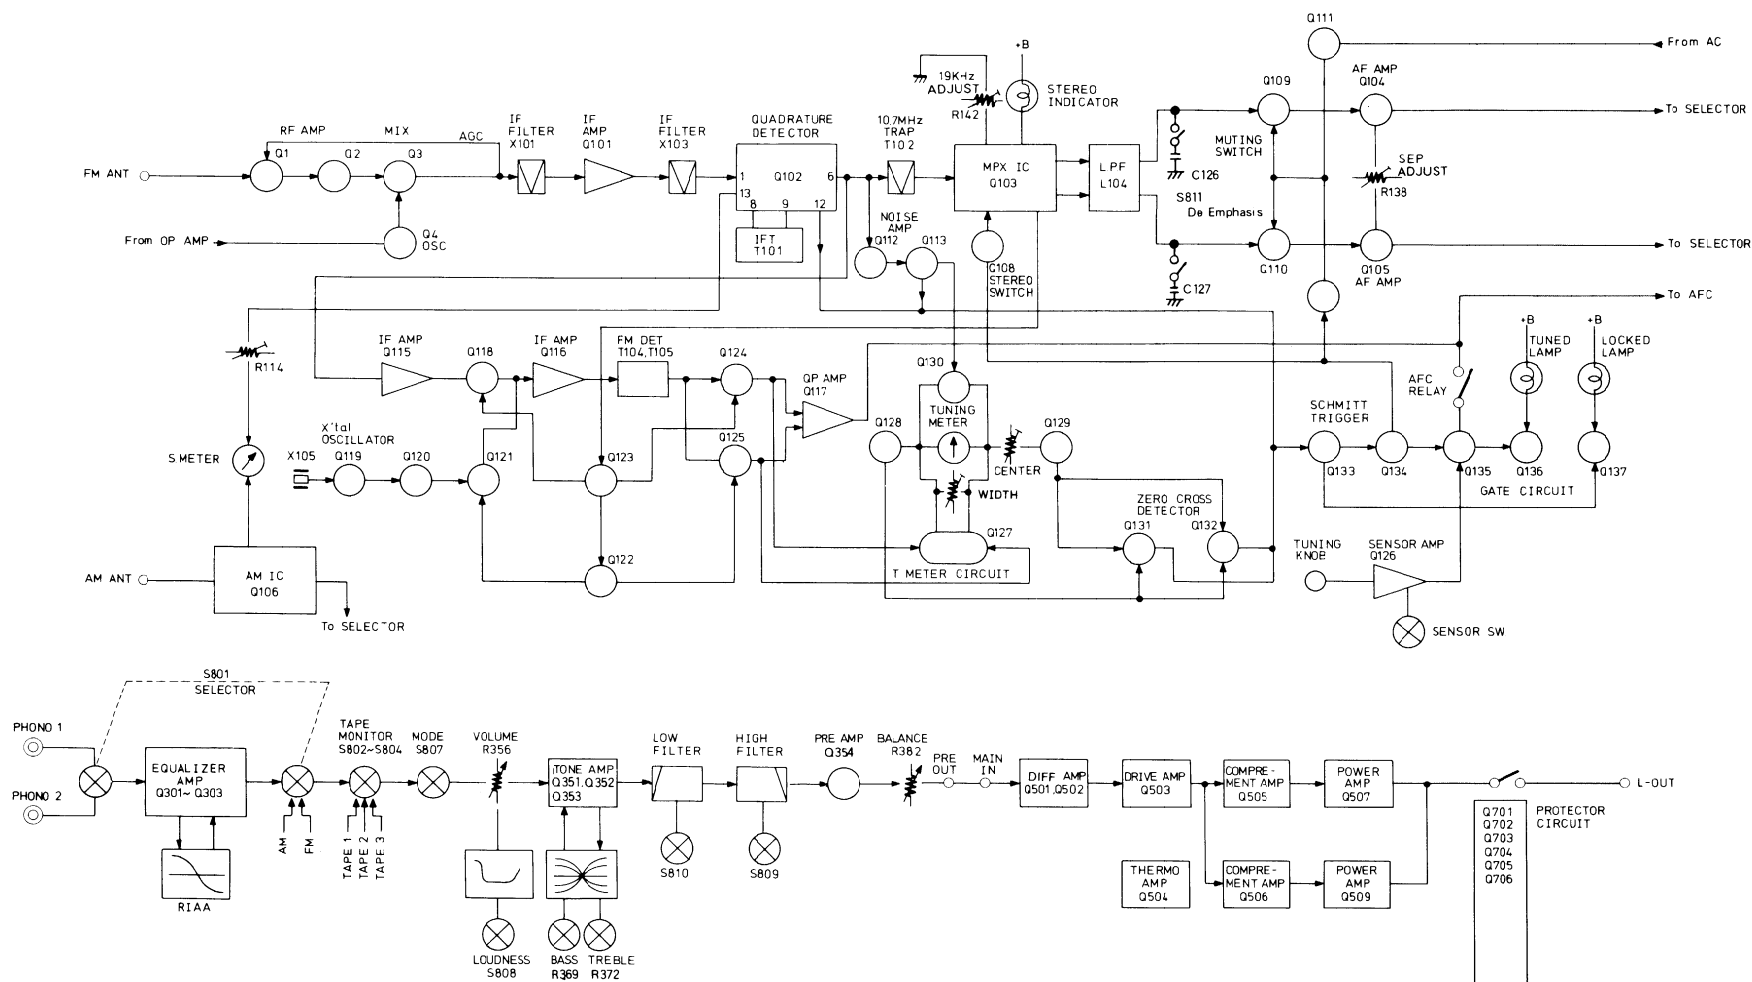 Q111
From AC
+B
19KHz
ADJUST
R142
STEREO
INDICATOR
Q109
AF AMP
Q104
To SELECTOR
RF AMP
MIX
AGC
Q1
Q2
Q3
IF
FILTER
X101
IF
AMP
Q101
IF
FILTER
X103
QUADRATURE
DETECTOR
1
Q102
6
13
8
9
12
10.7MHz
TRAP
T102
MPX IC
Q103
LPF
L104
C126
MUTING
SWITCH
SEP
ADJUST
R138
FM ANT
From OP AMP
Q4
OSC
IFT
T101
NOISE
AMP
Q112
Q113
S811
De Emphasis
G108
STEREO
SWITCH
C127
G110
Q105
AF AMP
To SELECTOR
To AFC
R114
IF AMP
Q115
Q118
IF AMP
Q116
FM DET
T104,T105
Q124
QP AMP
Q117
Q130
TUNING
METER
Q128
Q129
CENTER
WIDTH
+B
+B
TUNED
LAMP
LOCKED
LAMP
AFC
RELAY
SCHMITT
TRIGGER
Q133
Q134
Q135
Q136
Q137
GATE CIRCUIT
S.METER
X'tal
OSCILLATOR
X105
Q119
Q120
Q121
Q123
Q125
Q122
Q127
T METER CIRCUIT
ZERO CROSS
DETECTOR
Q131
Q132
TUNING
KNOB
SENSOR AMP
Q126
SENSOR SW
AM ANT
AM IC
Q106
To SELECTOR
S801
SELECTOR
PHONO 1
PHONO 2
EQUALIZER
AMP
Q301~Q303
RIAA
AM
FM
TAPE
MONITOR
S802~S804
TAPE 1
TAPE 2
TAPE 3
MODE
S807
VOLUME
R356
LOUDNESS
S808
TONE AMP
Q351,Q352
Q353
BASS
R369
TREBLE
R372
LOW
FILTER
S810
HIGH
FILTER
S809
PRE AMP
Q354
BALANCE
R382
PRE
OUT
MAIN
IN
DIFF AMP
Q501,Q502
DRIVE AMP
Q503
COMPRE-
MENT AMP
Q505
POWER
AMP
Q507
L-OUT
THERMO
AMP
Q504
COMPRE-
MENT AMP
Q506
POWER
AMP
Q509
Q701
Q702
Q703
Q704
Q705
Q706
PROTECTOR
CIRCUIT